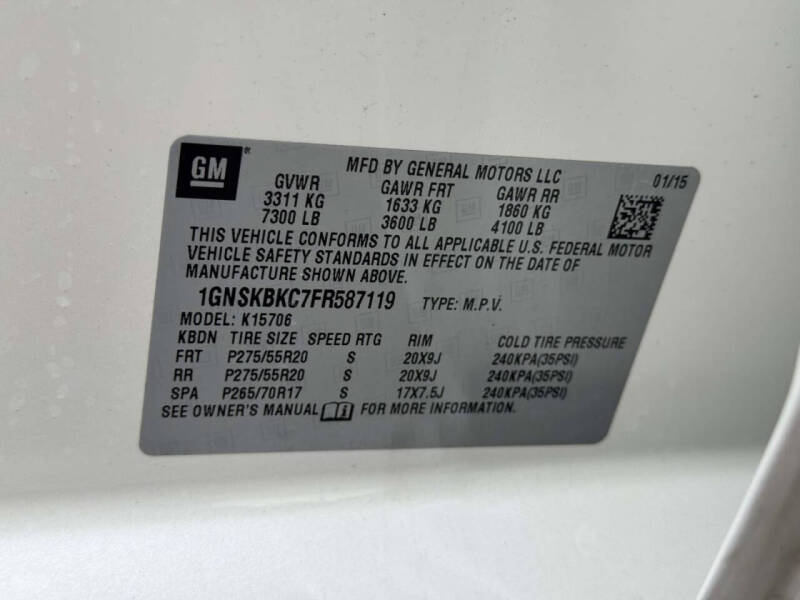 GM
MFD BY GENERAL MOTORS LLC
01/15
GVWR GAWR FRT GAWR RR
3311 KG 1633 KG 1860 KG
7300 LB 3600 LB 4100 LB
THIS VEHICLE CONFORMS TO ALL APPLICABLE U.S. FEDERAL MOTOR
VEHICLE SAFETY STANDARDS IN EFFECT ON THE DATE OF
MANUFACTURE SHOWN ABOVE.
1GNSKBKC7FR587119 TYPE: M.P.V.
MODEL: K15706
KBDN TIRE SIZE SPEED RTG RIM COLD TIRE PRESSURE
FRT P275/55R20 S 20X9J 240KPA(35PSI)
RR P275/55R20 S 20X9J 240KPA(35PSI)
SPA P265/70R17 S 17X7.5J 240KPA(35PSI)
SEE OWNER'S MANUAL FOR MORE INFORMATION.